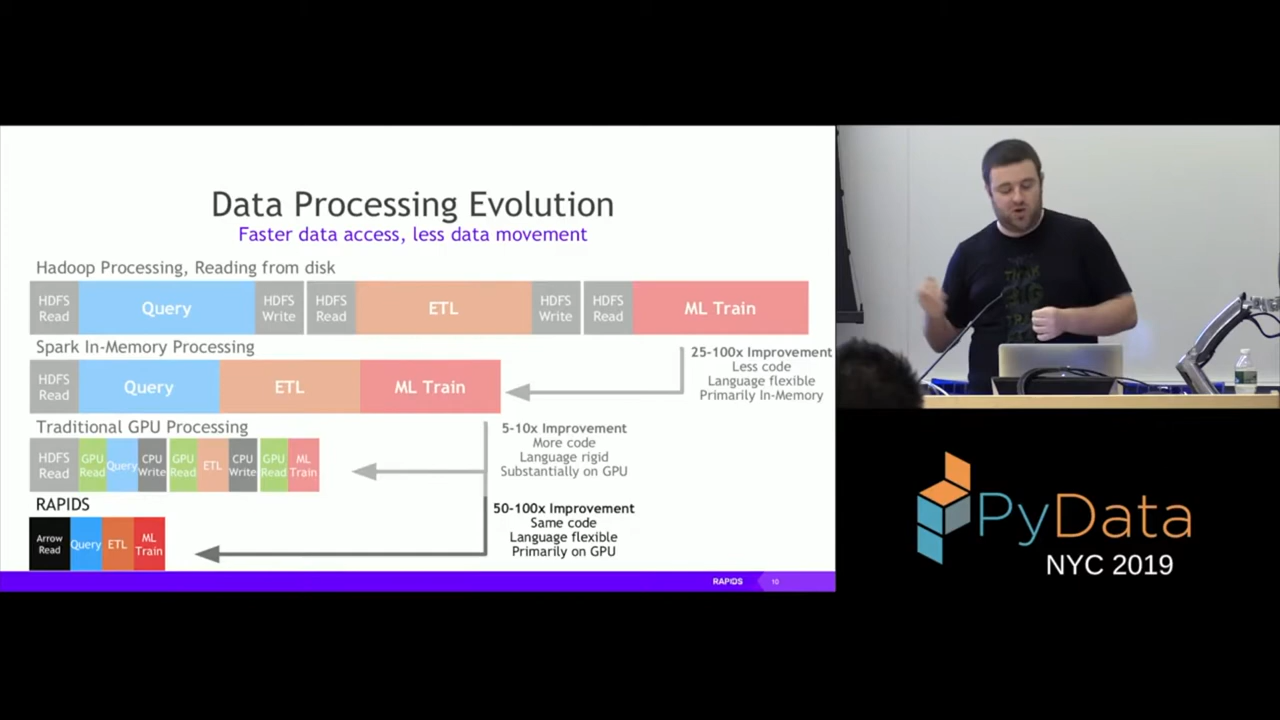 Data Processing Evolution
Faster data access, less data movement
Hadoop Processing, Reading from disk
HDFS Read
Query
HDFS Write
HDFS Read
ETL
HDFS Write
HDFS Read
ML Train
Spark In-Memory Processing
HDFS Read
Query
ETL
ML Train
25-100x Improvement
Less code
Language flexible
Primarily In-Memory
Traditional GPU Processing
HDFS Read
GPU Read
Query
CPU Write
GPU Read
ETL
CPU Write
GPU Read
ML Train
5-10x Improvement
More code
Language rigid
Substantially on GPU
RAPIDS
Arrow Read
Query
ETL
ML Train
50-100x Improvement
Same code
Language flexible
Primarily on GPU
RAPIDS
10
THINK
BIG
PyData
NYC 2019